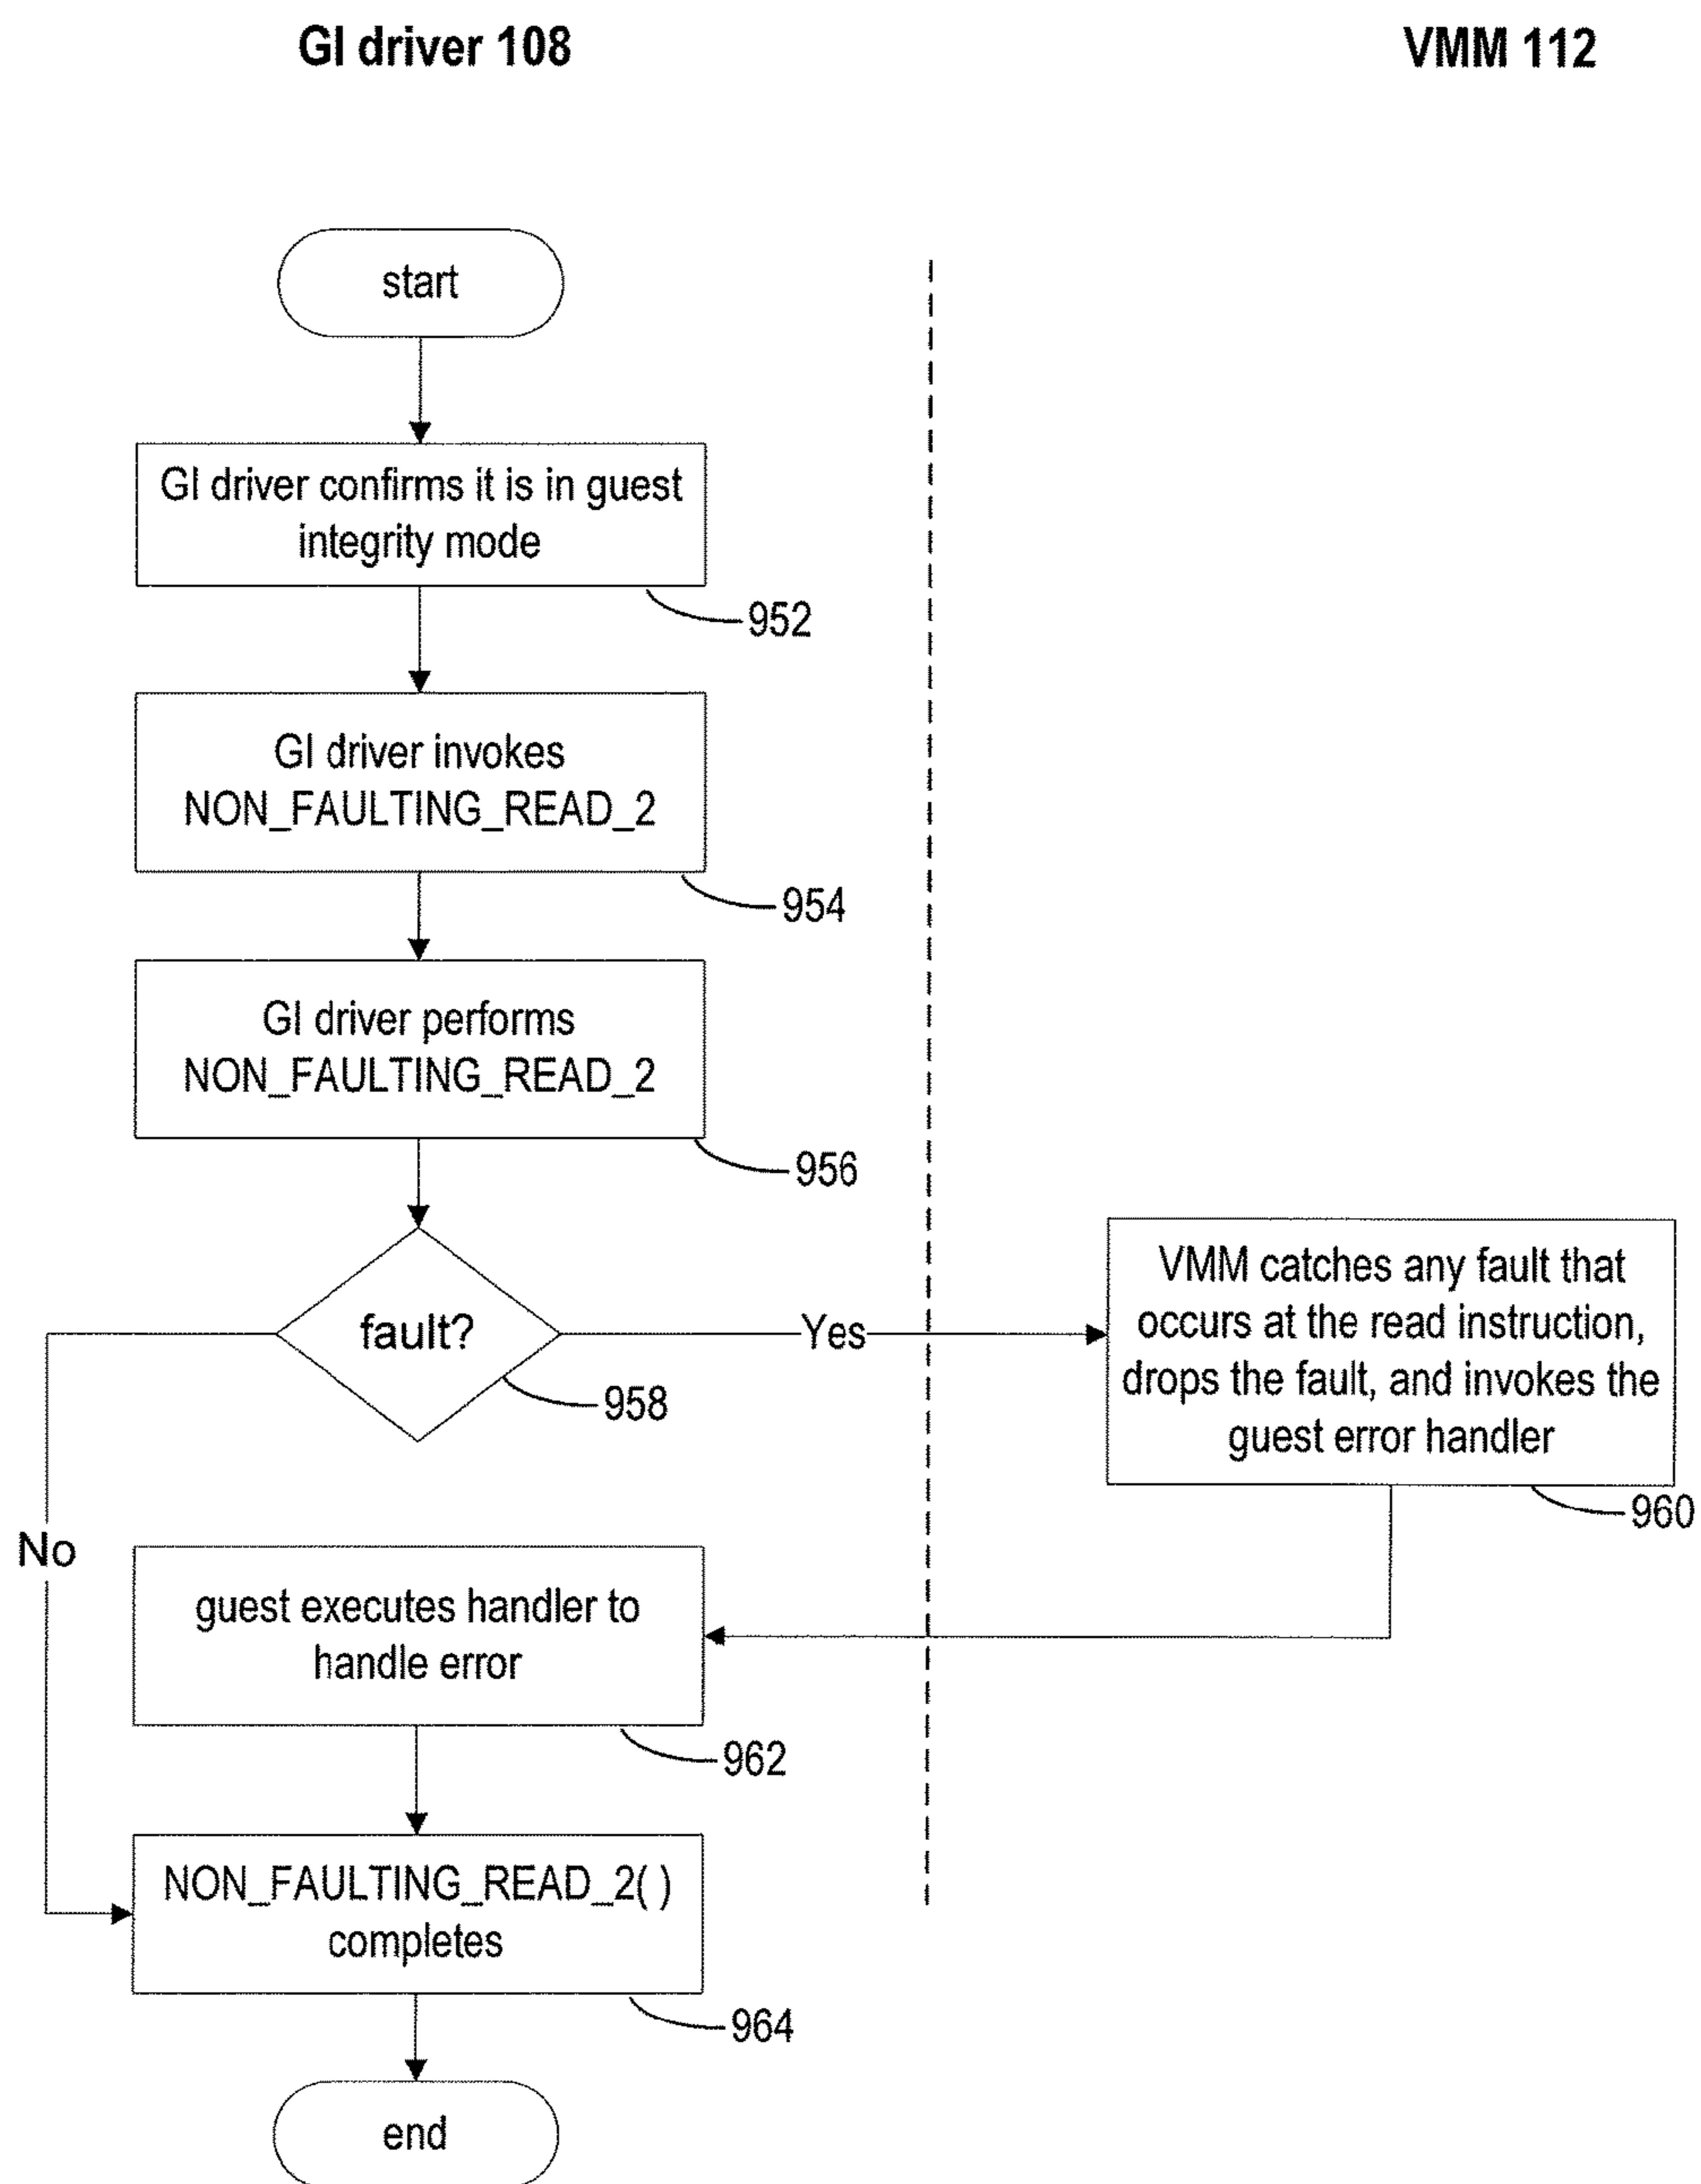 GI driver 108
VMM 112
start
GI driver confirms it is in guest
integrity mode
952
GI driver invokes
NON_FAULTING_READ_2
954
GI driver performs
NON_FAULTING_READ_2
956
fault?
Yes
958
VMM catches any fault that
occurs at the read instruction,
drops the fault, and invokes the
guest error handler
960
No
guest executes handler to
handle error
962
NON_FAULTING_READ_2( )
completes
964
end